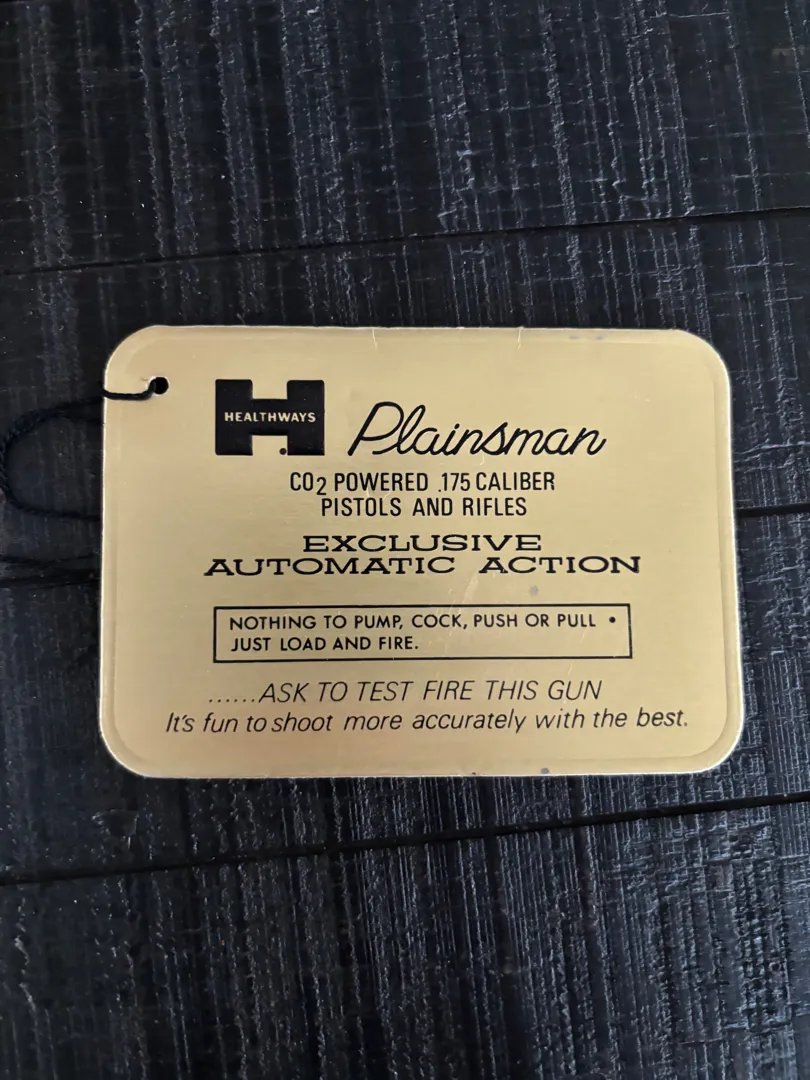 HEALTHWAYS
Plainsman
CO2 POWERED .175 CALIBER
PISTOLS AND RIFLES
EXCLUSIVE
AUTOMATIC ACTION
NOTHING TO PUMP, COCK, PUSH OR PULL •
JUST LOAD AND FIRE.
......ASK TO TEST FIRE THIS GUN
It's fun to shoot more accurately with the best.